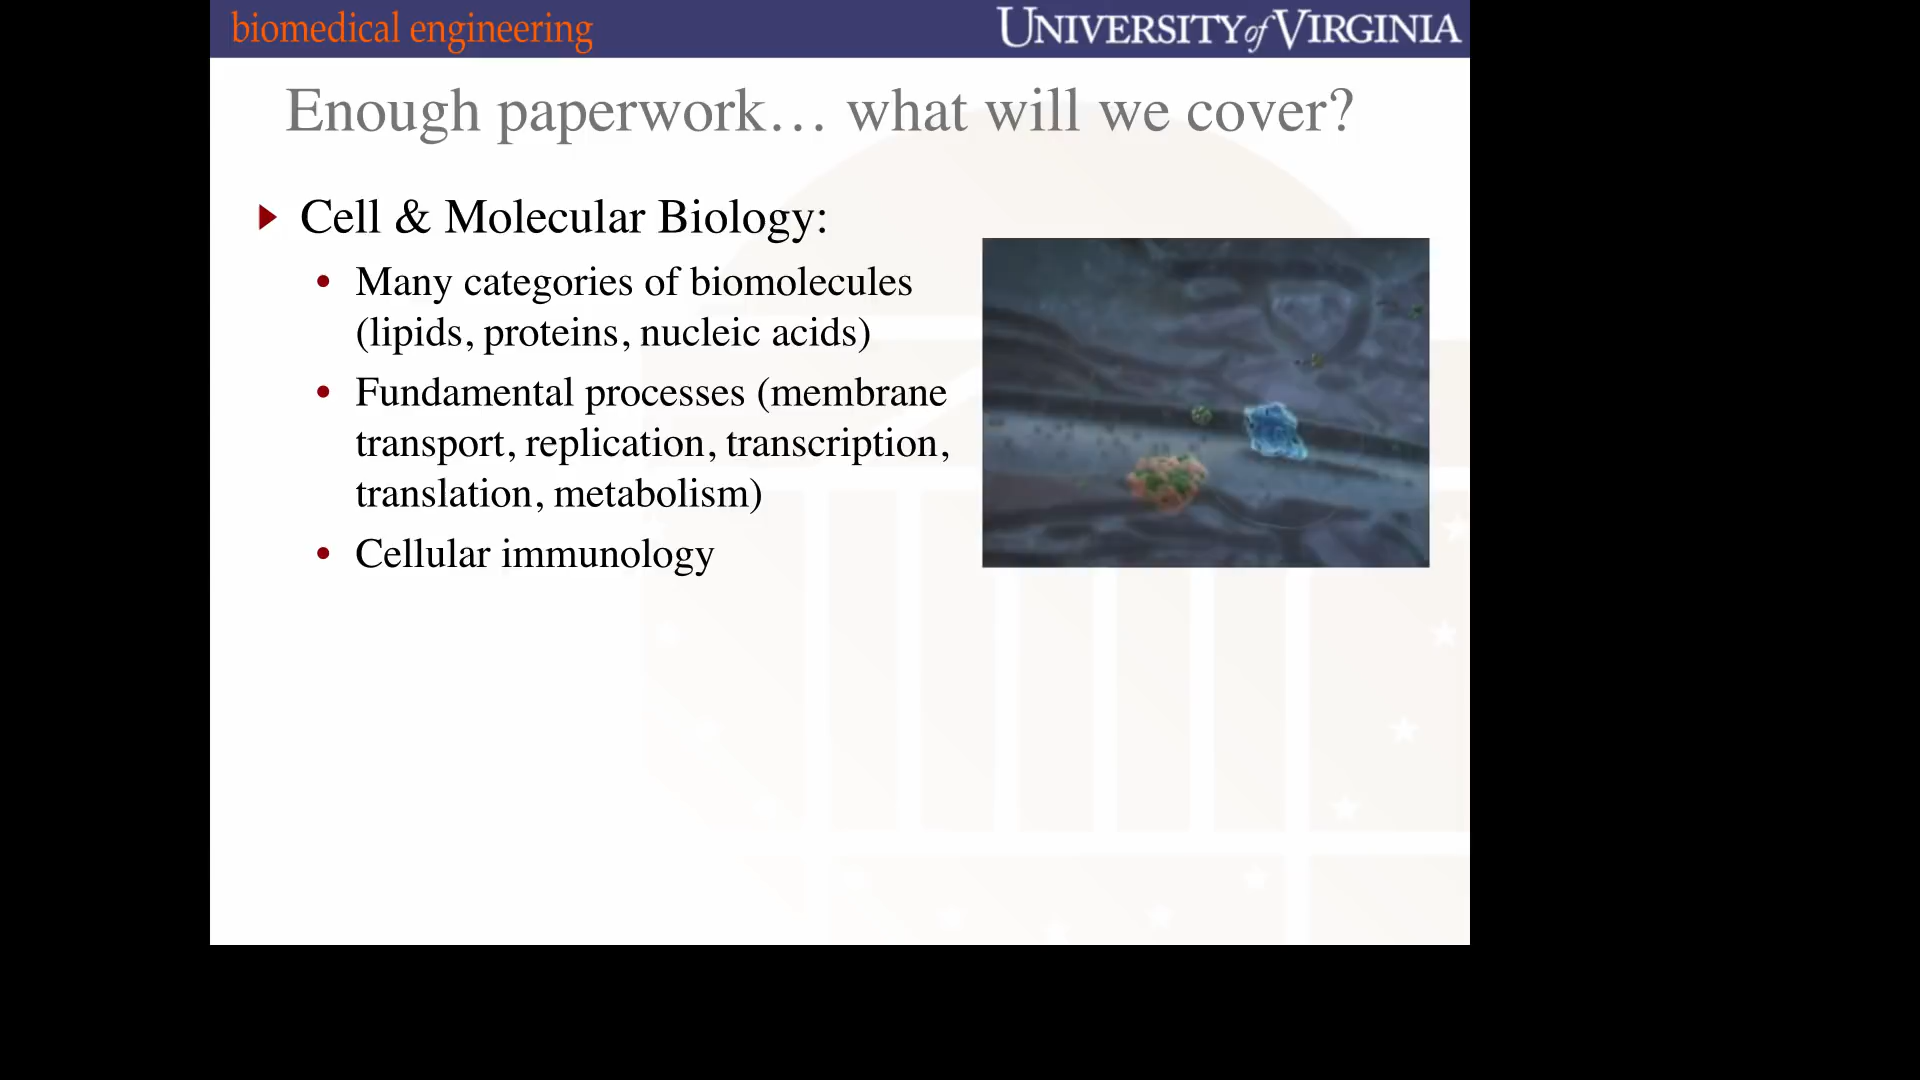 biomedical engineering
UNIVERSITY of VIRGINIA
Enough paperwork… what will we cover?
Cell & Molecular Biology:
• Many categories of biomolecules
(lipids, proteins, nucleic acids)
• Fundamental processes (membrane
transport, replication, transcription,
translation, metabolism)
• Cellular immunology